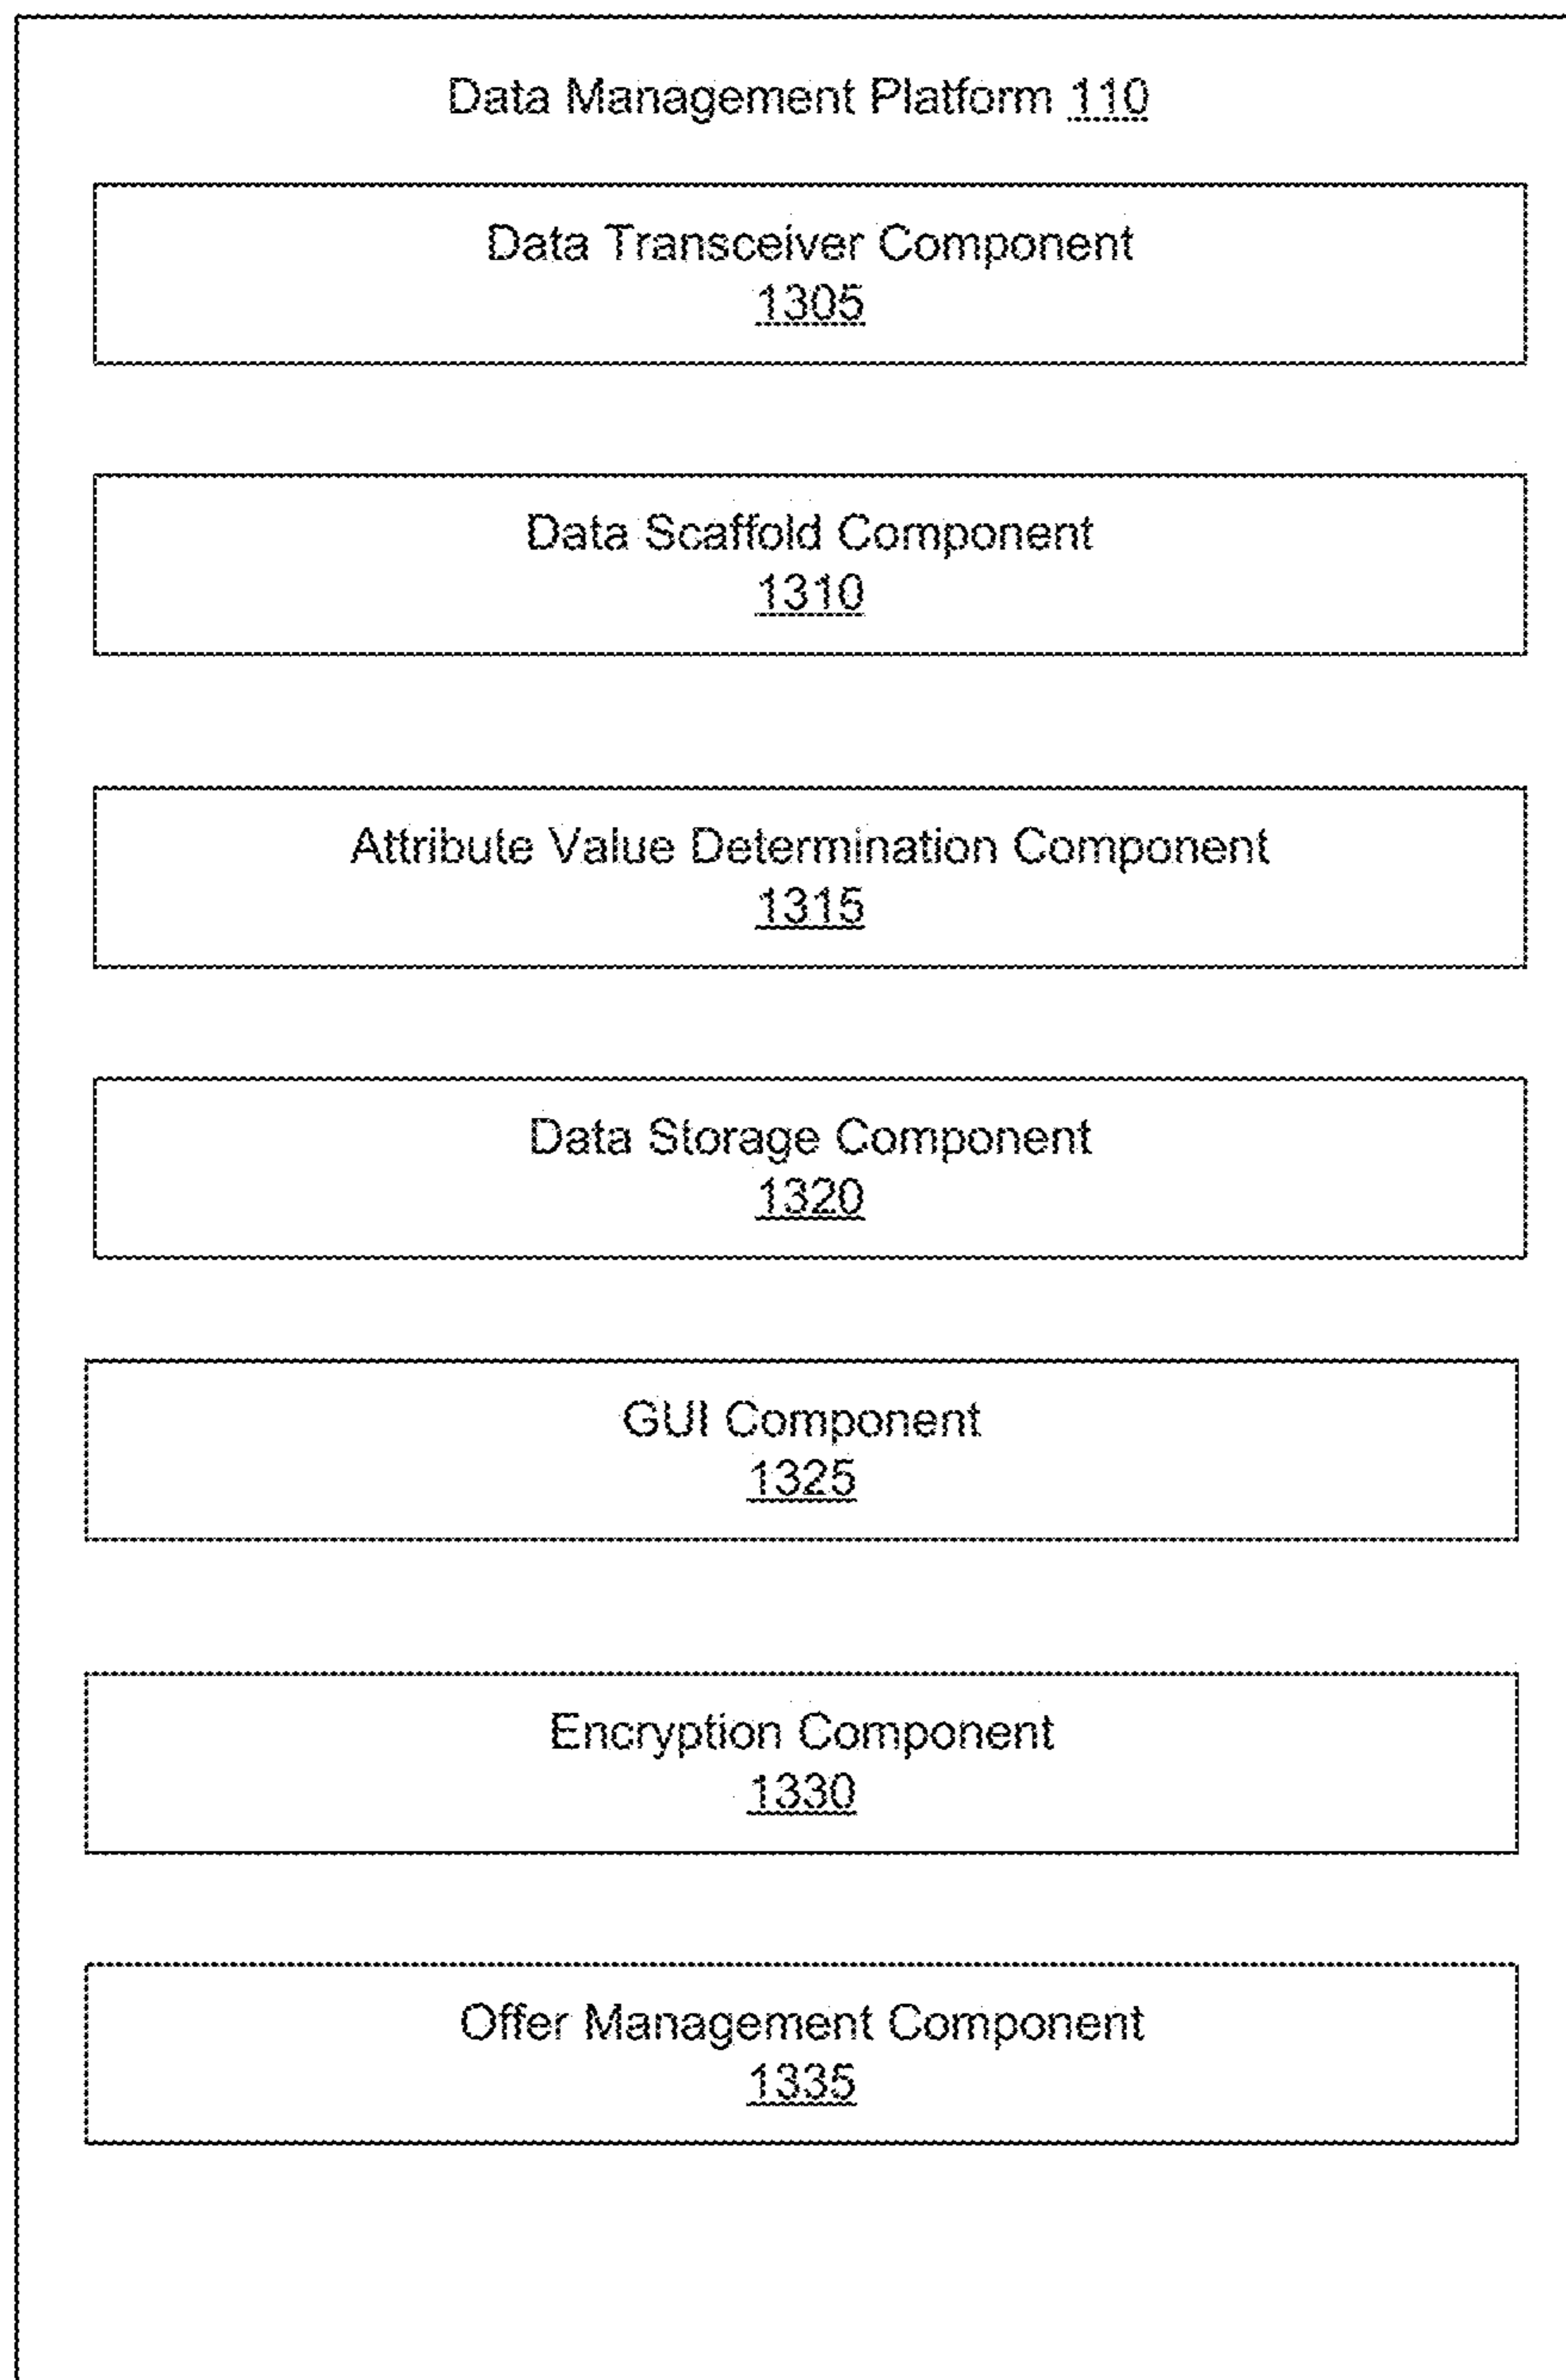 Data Management Platform 110
Data Transceiver Component
1305
Data Scaffold Component
1310
Attribute Value Determination Component
1315
Data Storage Component
1320
GUI Component
1325
Encryption Component
1330
Offer Management Component
1335